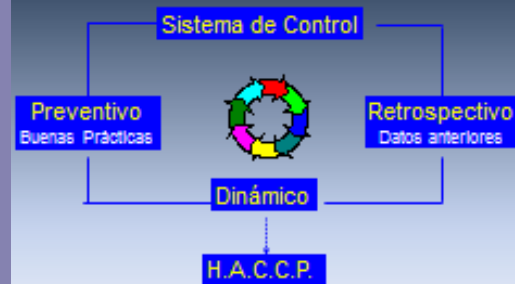 Sistema de Control
Preventivo
Buenas Prácticas
Retrospectivo
Datos anteriores
Dinámico
H.A.C.C.P.